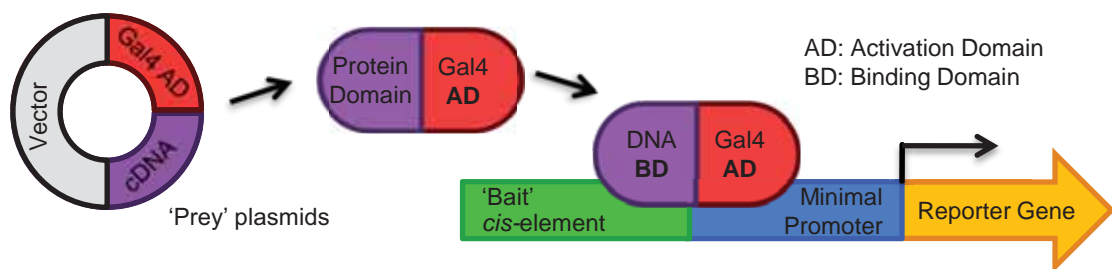 Vector
Gal4 AD
cDNA
'Prey' plasmids
Protein
Domain
Gal4
AD
DNA
BD
Gal4
AD
AD: Activation Domain
BD: Binding Domain
'Bait'
cis-element
Minimal
Promoter
Reporter Gene